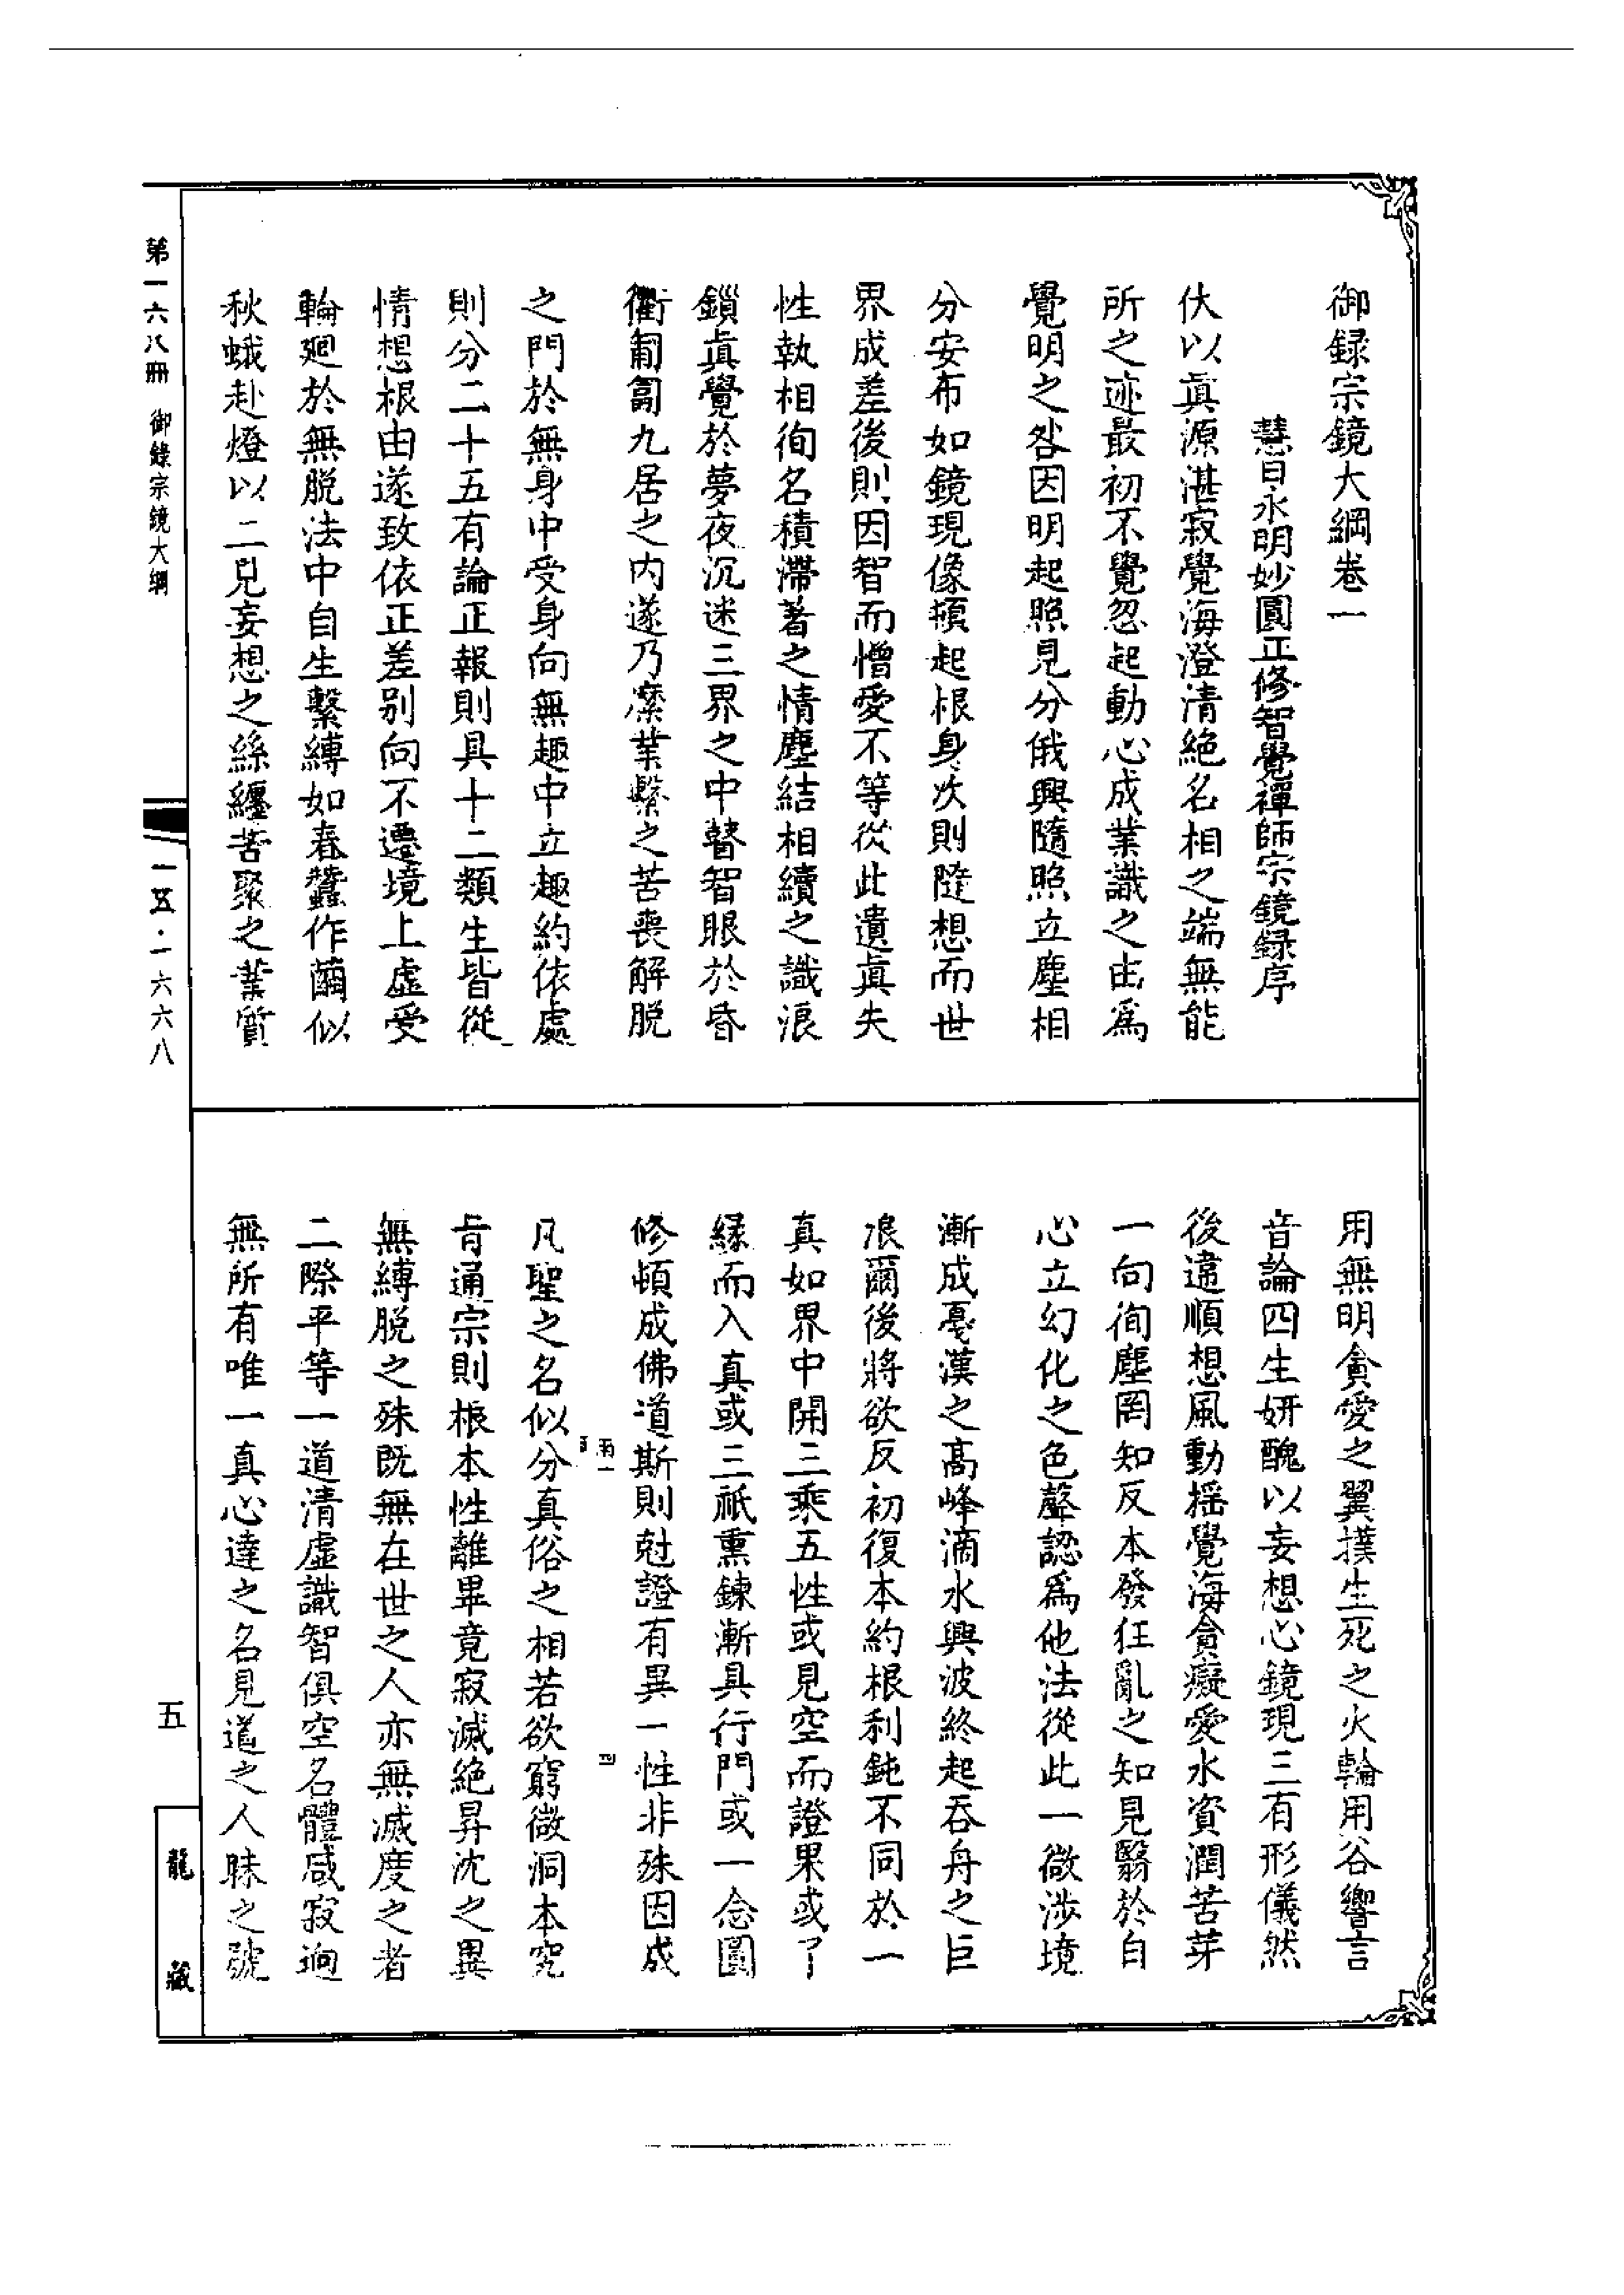 御録宗鏡大綱卷一
慧日永明妙圓正修智覺禪師宗鏡録序
伏以眞源湛寂覺海澄清絶名相之端無能
所之迹最初不覺忽起動心成業識之由爲
覺明之咎因明起照見分俄興隨照立塵相
分安布如鏡現像頓起根身次則隨想而世
界成差後則因智而憎愛不等從此遺眞失
性執相徇名積滯著之情塵結相續之識浪
鎖眞覺於夢夜沉迷三界之中瞽智眼於昏
衢匍匐九居之内遂乃縻業繫之苦喪解脱
之門於無身中受身向無趣中立趣約依處
則分二十五有論正報則具十二類生皆從
情想根由遂致依正差别向不遷境上虚受
輪廻於無脱法中自生繫縛如春蠶作繭似
秋蛾赴燈以二見妄想之絲纏苦聚之業質
用無明貪愛之翼撲生死之火輪用谷響言
音論四生妍醜以妄想心鏡現三有形儀然
後違順想風動揺覺海貪癡愛水資潤苦芽
一向徇塵罔知反本發狂亂之知見翳於自
心立幻化之色聲認爲他法從此一微涉境
漸成戞漢之髙峰滴水興波終起吞舟之巨
浪爾後將欲反初復本約根利鈍不同於一
真如界中開三乘五性或見空而證果或了
縁而入真或三祇熏鍊漸具行門或一念圓
修頓成佛道斯則尅證有異一性非殊因成
凡聖之名似分真俗之相若欲窮微洞本究
旨通宗則根本性離畢竟寂滅絶昇沈之異
無縛脱之殊既無在世之人亦無滅度之者
二際平等一道清虚識智俱空名體咸寂逈
無所有唯一真心達之名見道之人昧之號
第一六八冊 御錄宗鏡大綱
一五·一六六八
五
龍藏